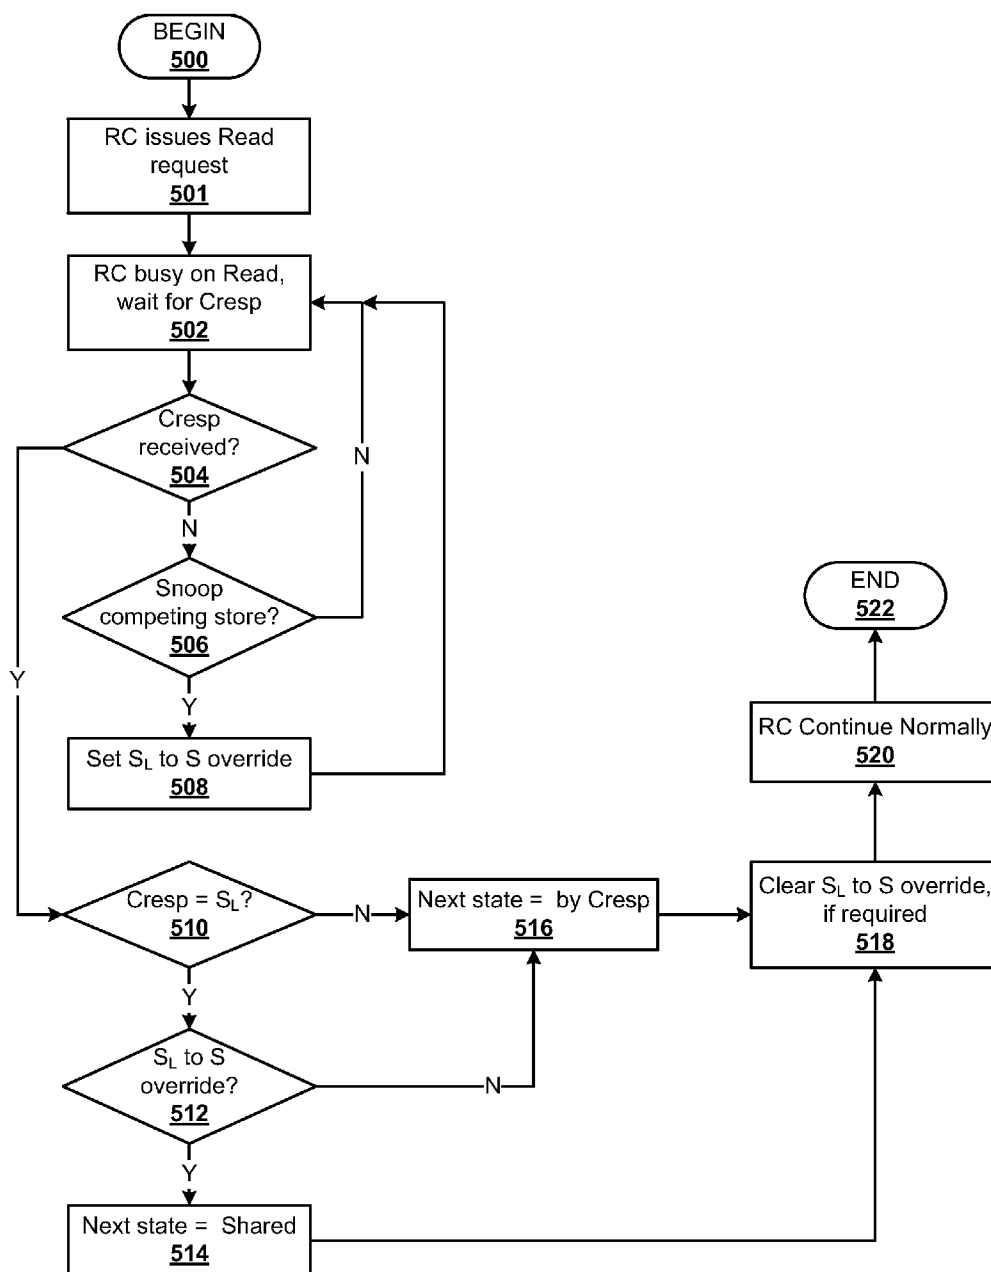 BEGIN
500
RC issues Read
request
501
RC busy on Read,
wait for Cresp
502
Cresp
received?
504
N
N
Snoop
competing store?
506
Y
Y
Set SL to S override
508
Cresp = SL?
510
N
Y
SL to S
override?
512
N
Y
Next state = Shared
514
Next state = by Cresp
516
Clear SL to S override,
if required
518
RC Continue Normally
520
END
522